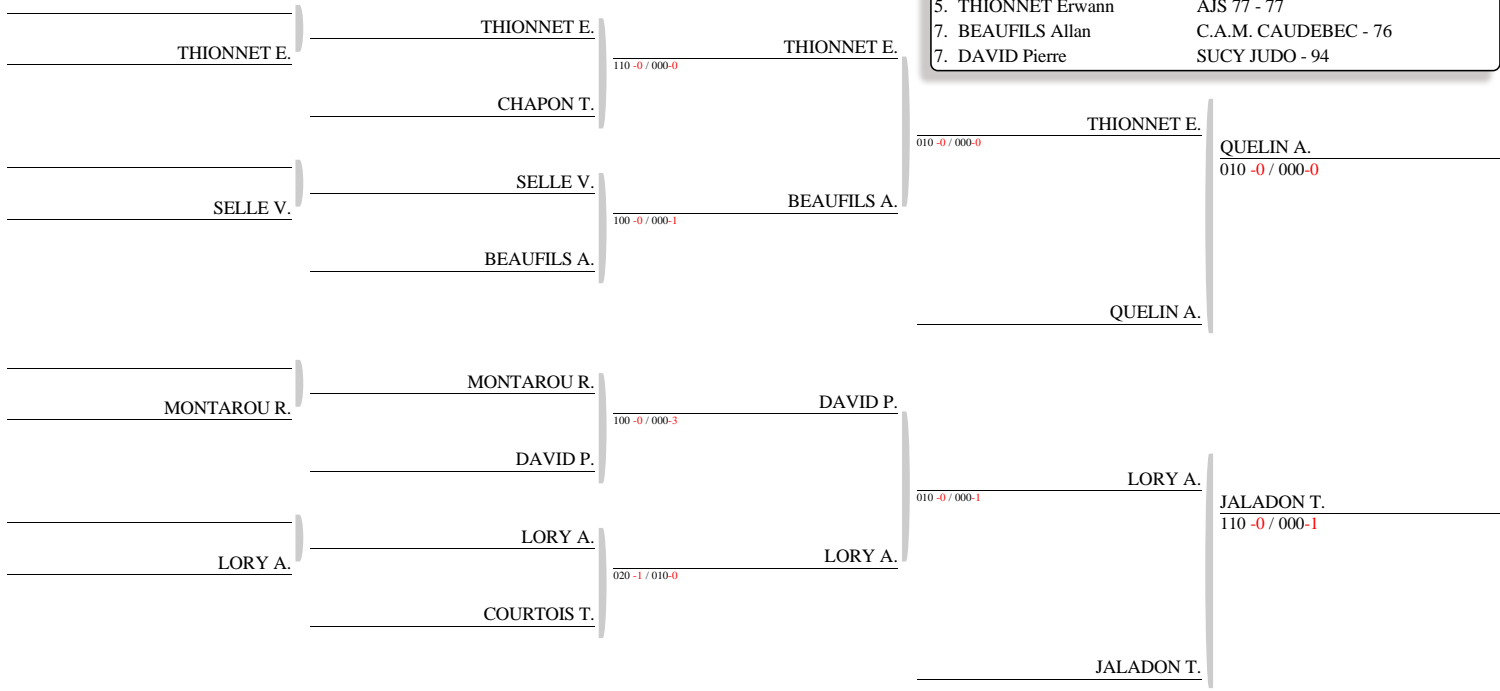 5. THIONNET Erwann AJS 77 - 77
7. BEAUFILS Allan C.A.M. CAUDEBEC - 76
7. DAVID Pierre SUCY JUDO - 94
THIONNET E.
SELLE V.
MONTAROU R.
LORY A.
THIONNET E.
CHAPON T.
SELLE V.
BEAUFILS A.
MONTAROU R.
DAVID P.
LORY A.
COURTOIS T.
THIONNET E.
110 -0 / 000-0
BEAUFILS A.
100 -0 / 000-1
DAVID P.
100 -0 / 000-3
LORY A.
020 -1 / 010-0
THIONNET E.
010 -0 / 000-0
QUELIN A.
LORY A.
010 -0 / 000-1
JALADON T.
QUELIN A.
010 -0 / 000-0
JALADON T.
110 -0 / 000-1